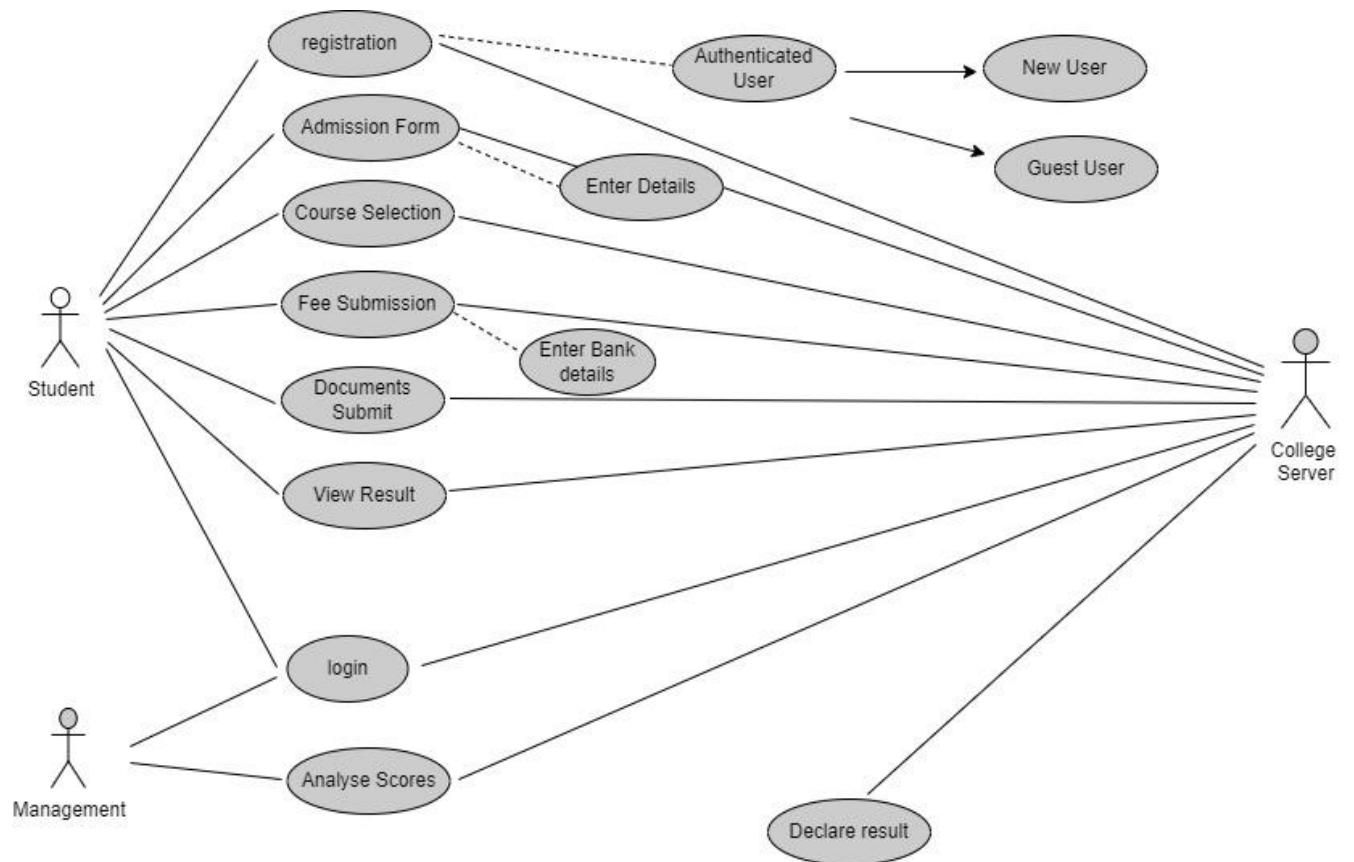 registration
Authenticated
User
New User
Admission Form
Guest User
Enter Details
Course Selection
Fee Submission
Enter Bank
details
Student
Documents
Submit
College
Server
View Result
login
Management
Analyse Scores
Declare result